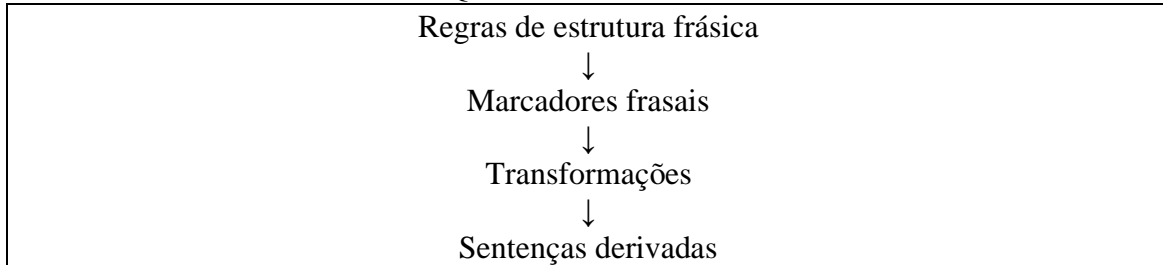 Regras de estrutura frásica
↓
Marcadores frasais
↓
Transformações
↓
Sentenças derivadas